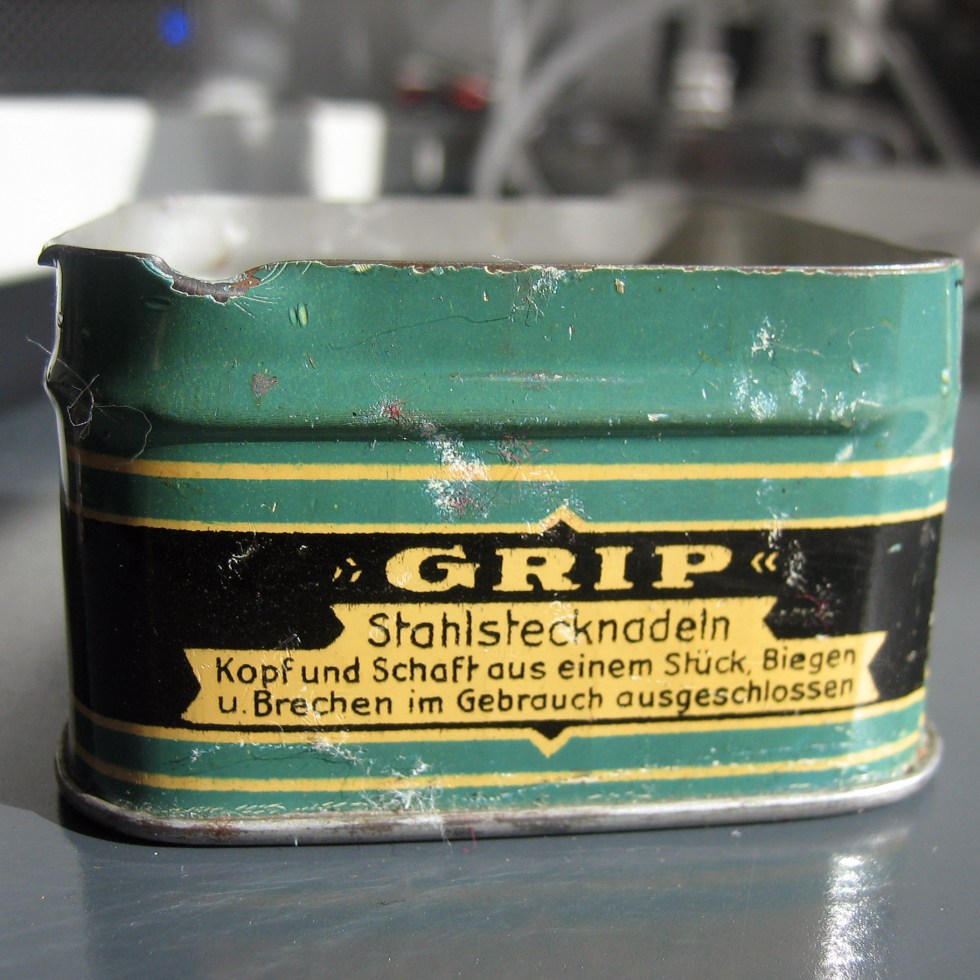 »GRIP«
Stahlstecknadeln
Kopf und Schaft aus einem Stück, Biegen
u. Brechen im Gebrauch ausgeschlossen